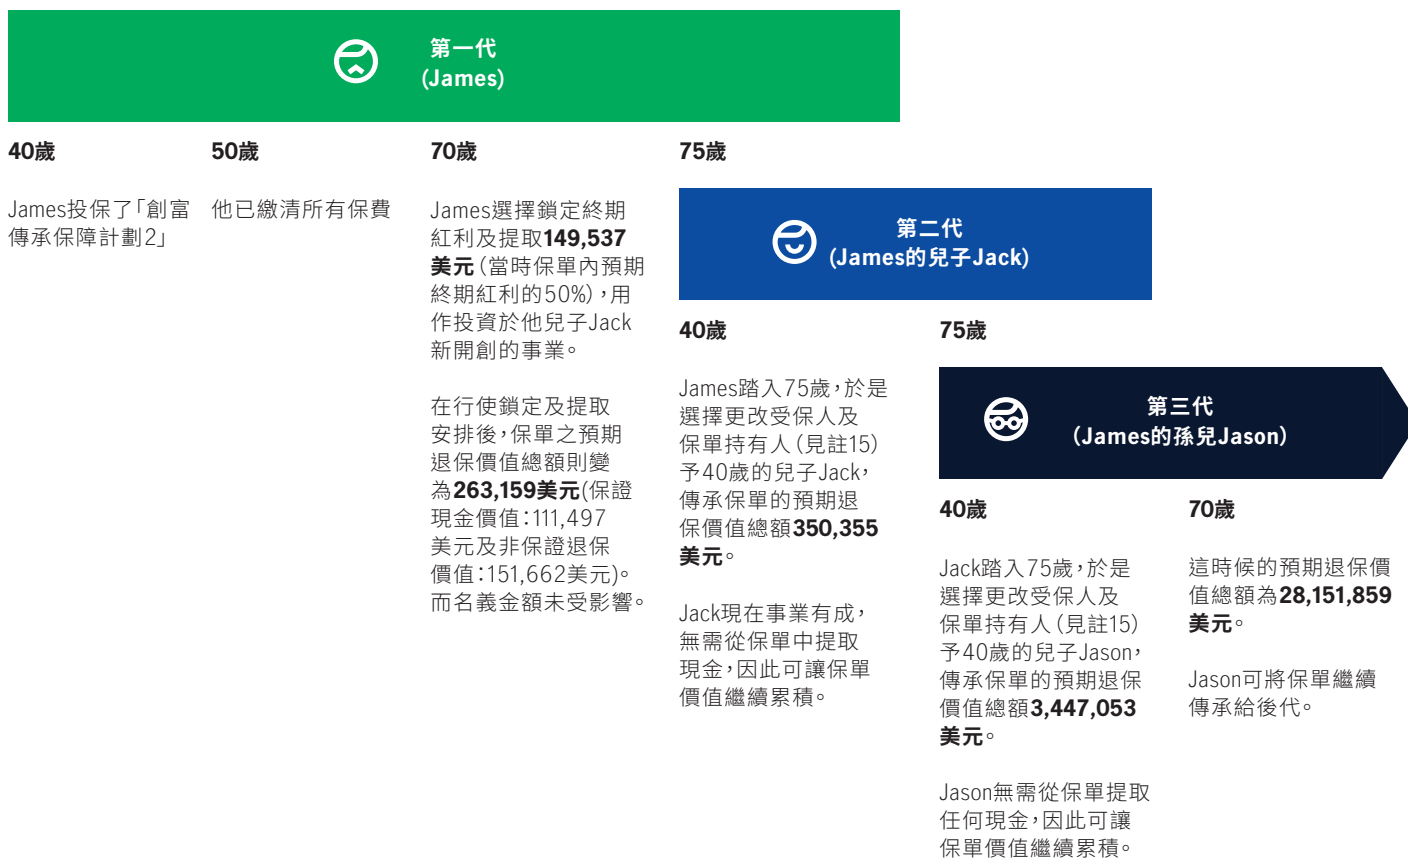 第一代
(James)
40歲
James投保了「創富
傳承保障計劃2」
50歲
他已繳清所有保費
70歲
James選擇鎖定終期
紅利及提取149,537
美元(當時保單內預期
終期紅利的50%),用
作投資於他兒子Jack
新開創的事業。
在行使鎖定及提取
安排後,保單之預期
退保價值總額則變
為263,159美元(保證
現金價值:111,497
美元及非保證退保
價值:151,662美元)。
而名義金額未受影響。
75歲
第二代
(James的兒子Jack)
40歲
James踏入75歲,於是
選擇更改受保人及
保單持有人(見註15)
予40歲的兒子Jack,
傳承保單的預期退
保價值總額350,355
美元。
Jack現在事業有成,
無需從保單中提取
現金,因此可讓保單
價值繼續累積。
75歲
第三代
(James的孫兒Jason)
40歲
Jack踏入75歲,於是
選擇更改受保人及
保單持有人(見註15)
予40歲的兒子Jason,
傳承保單的預期退保
價值總額3,447,053
美元。
Jason無需從保單提取
任何現金,因此可讓
保單價值繼續累積。
70歲
這時候的預期退保價
值總額為28,151,859
美元。
Jason可將保單繼續
傳承給後代。